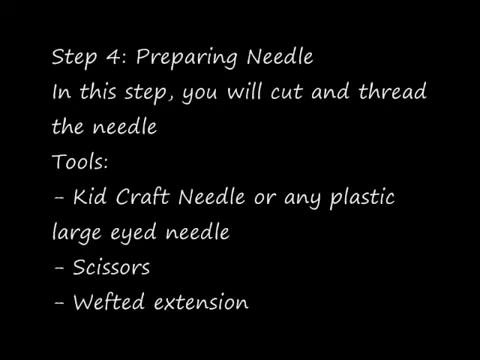 Step 4: Preparing Needle
In this step, you will cut and thread
the needle
Tools:
- Kid Craft Needle or any plastic
large eyed needle
- Scissors
- Wefted extension